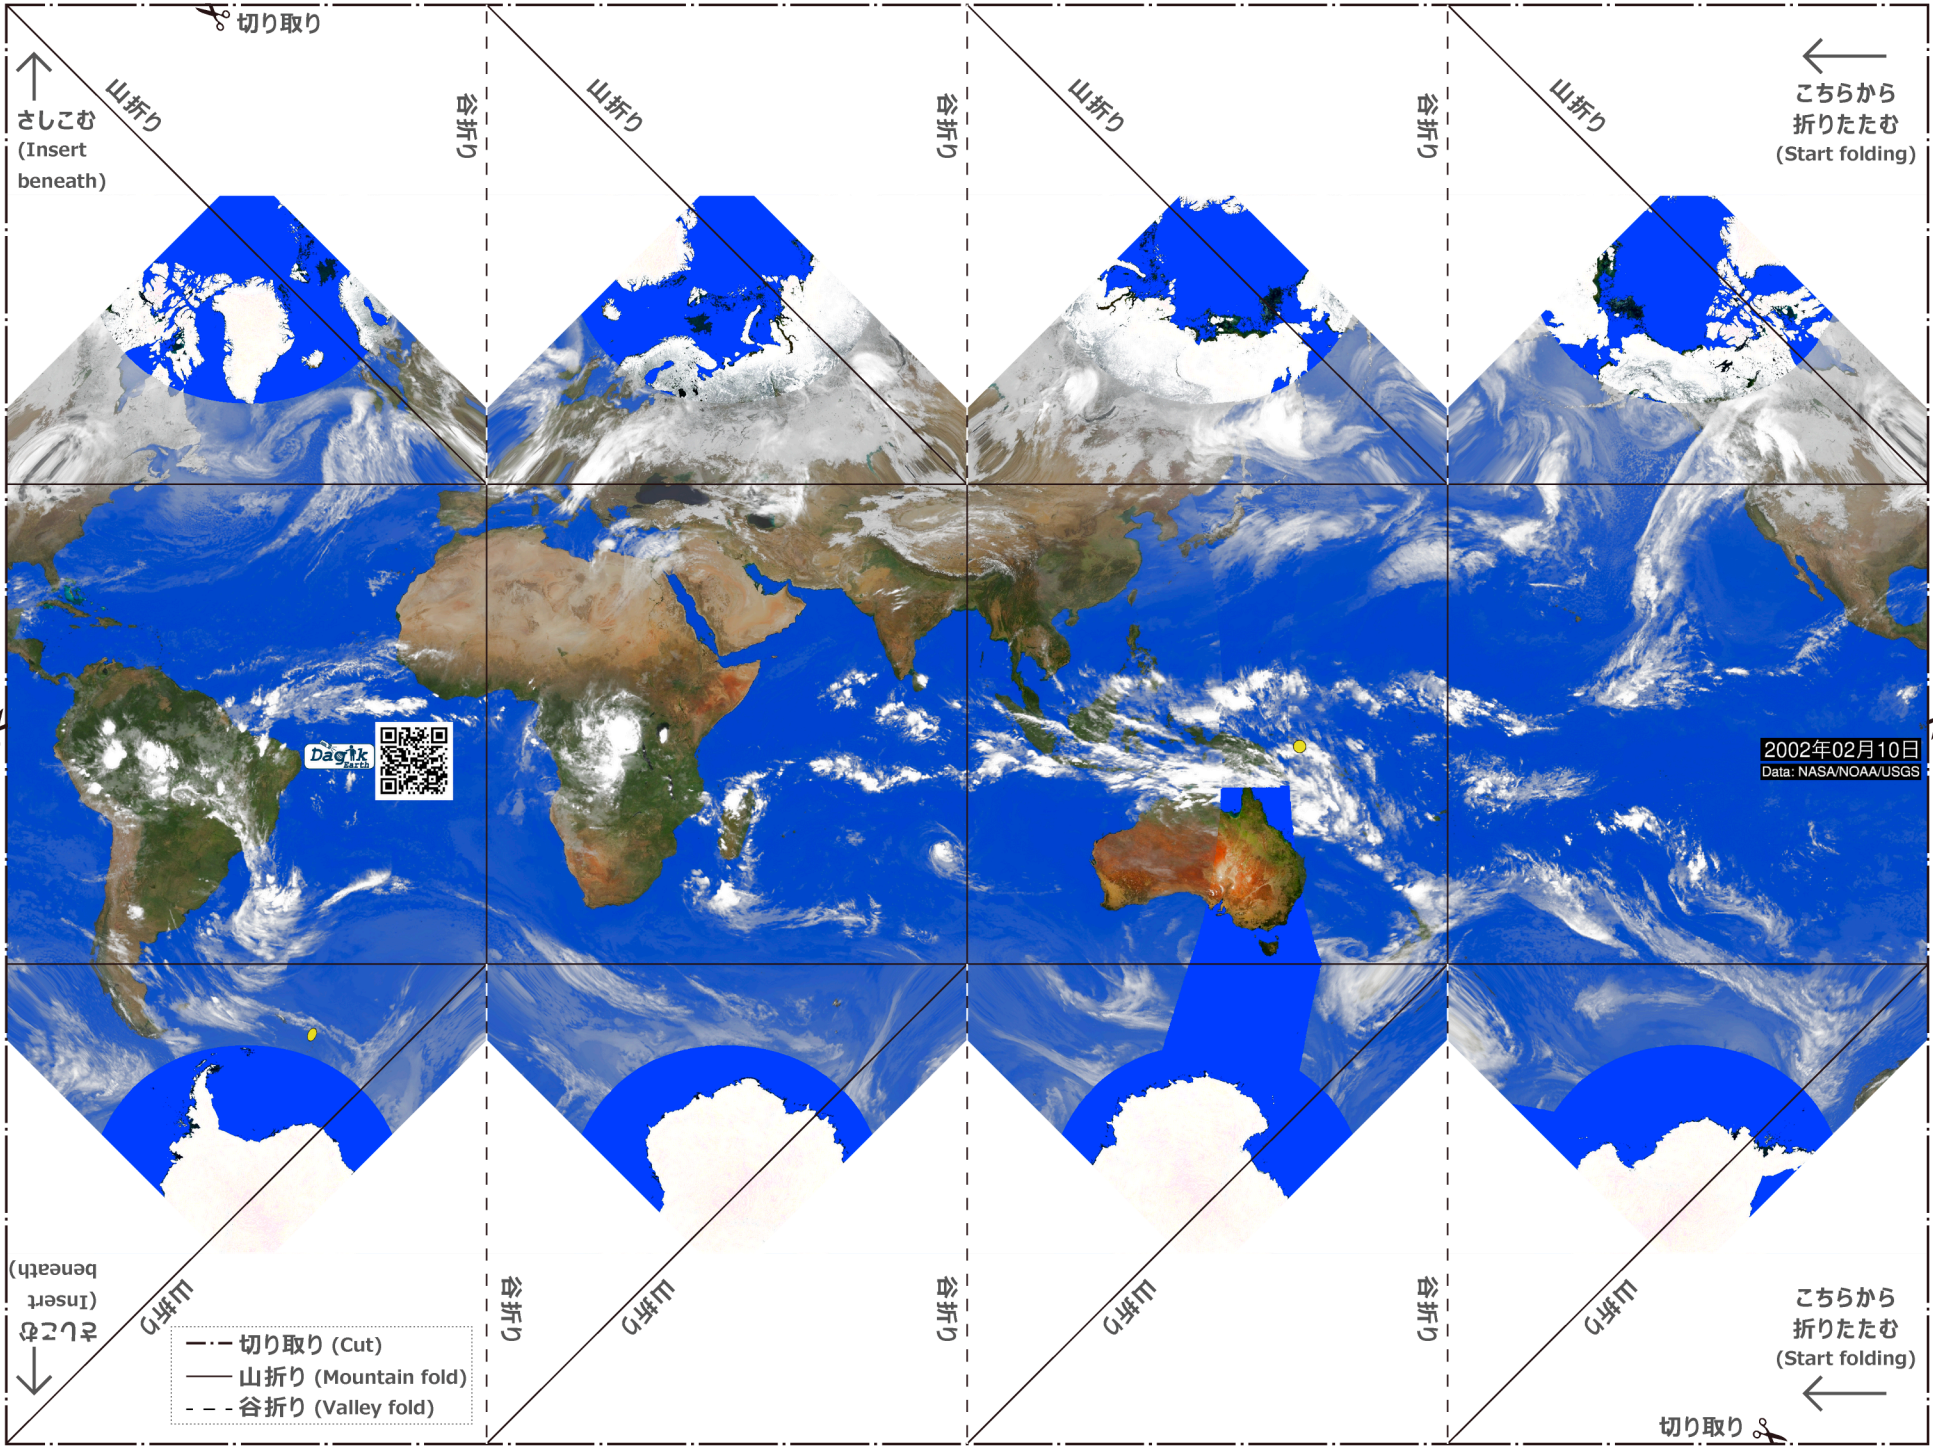 切り取り
山折り
谷折り
山折り
谷折り
山折り
谷折り
山折り
さしこむ
(Insert
beneath)
こちらから
折りたたむ
(Start folding)
Dagik
Earth
2002年02月10日
Data: NASA/NOAA/USGS
さしこむ
(Insert
beneath)
山折り
谷折り
山折り
谷折り
山折り
谷折り
山折り
こちらから
折りたたむ
(Start folding)
切り取り (Cut)
山折り (Mountain fold)
谷折り (Valley fold)
切り取り